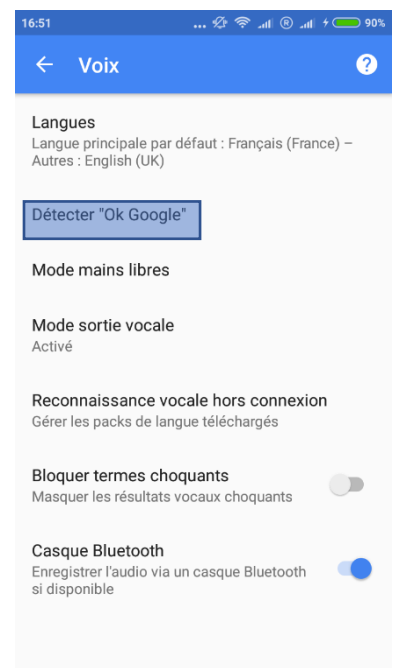 16:51 ... ® 90%
Voix ?
Langues
Langue principale par défaut : Français (France) –
Autres : English (UK)
Détecter "Ok Google"
Mode mains libres
Mode sortie vocale
Activé
Reconnaissance vocale hors connexion
Gérer les packs de langue téléchargés
Bloquer termes choquants
Masquer les résultats vocaux choquants
Casque Bluetooth
Enregistrer l'audio via un casque Bluetooth
si disponible